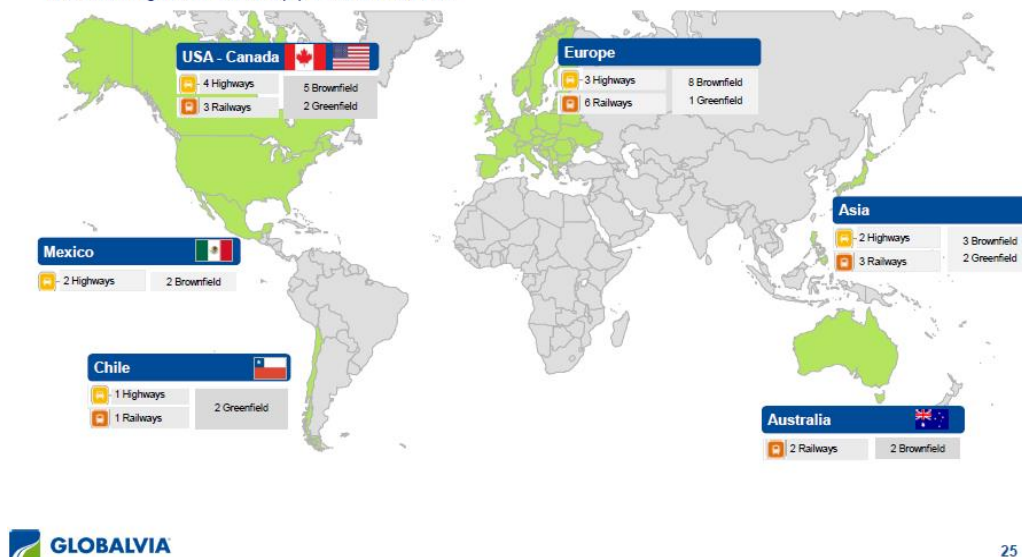 USA - Canada
4 Highways
3 Railways
5 Brownfield
2 Greenfield
Europe
3 Highways
6 Railways
8 Brownfield
1 Greenfield
Asia
2 Highways
3 Railways
3 Brownfield
2 Greenfield
Mexico
2 Highways
2 Brownfield
Chile
1 Highways
1 Railways
2 Greenfield
Australia
2 Railways
2 Brownfield
GLOBALVIA
25